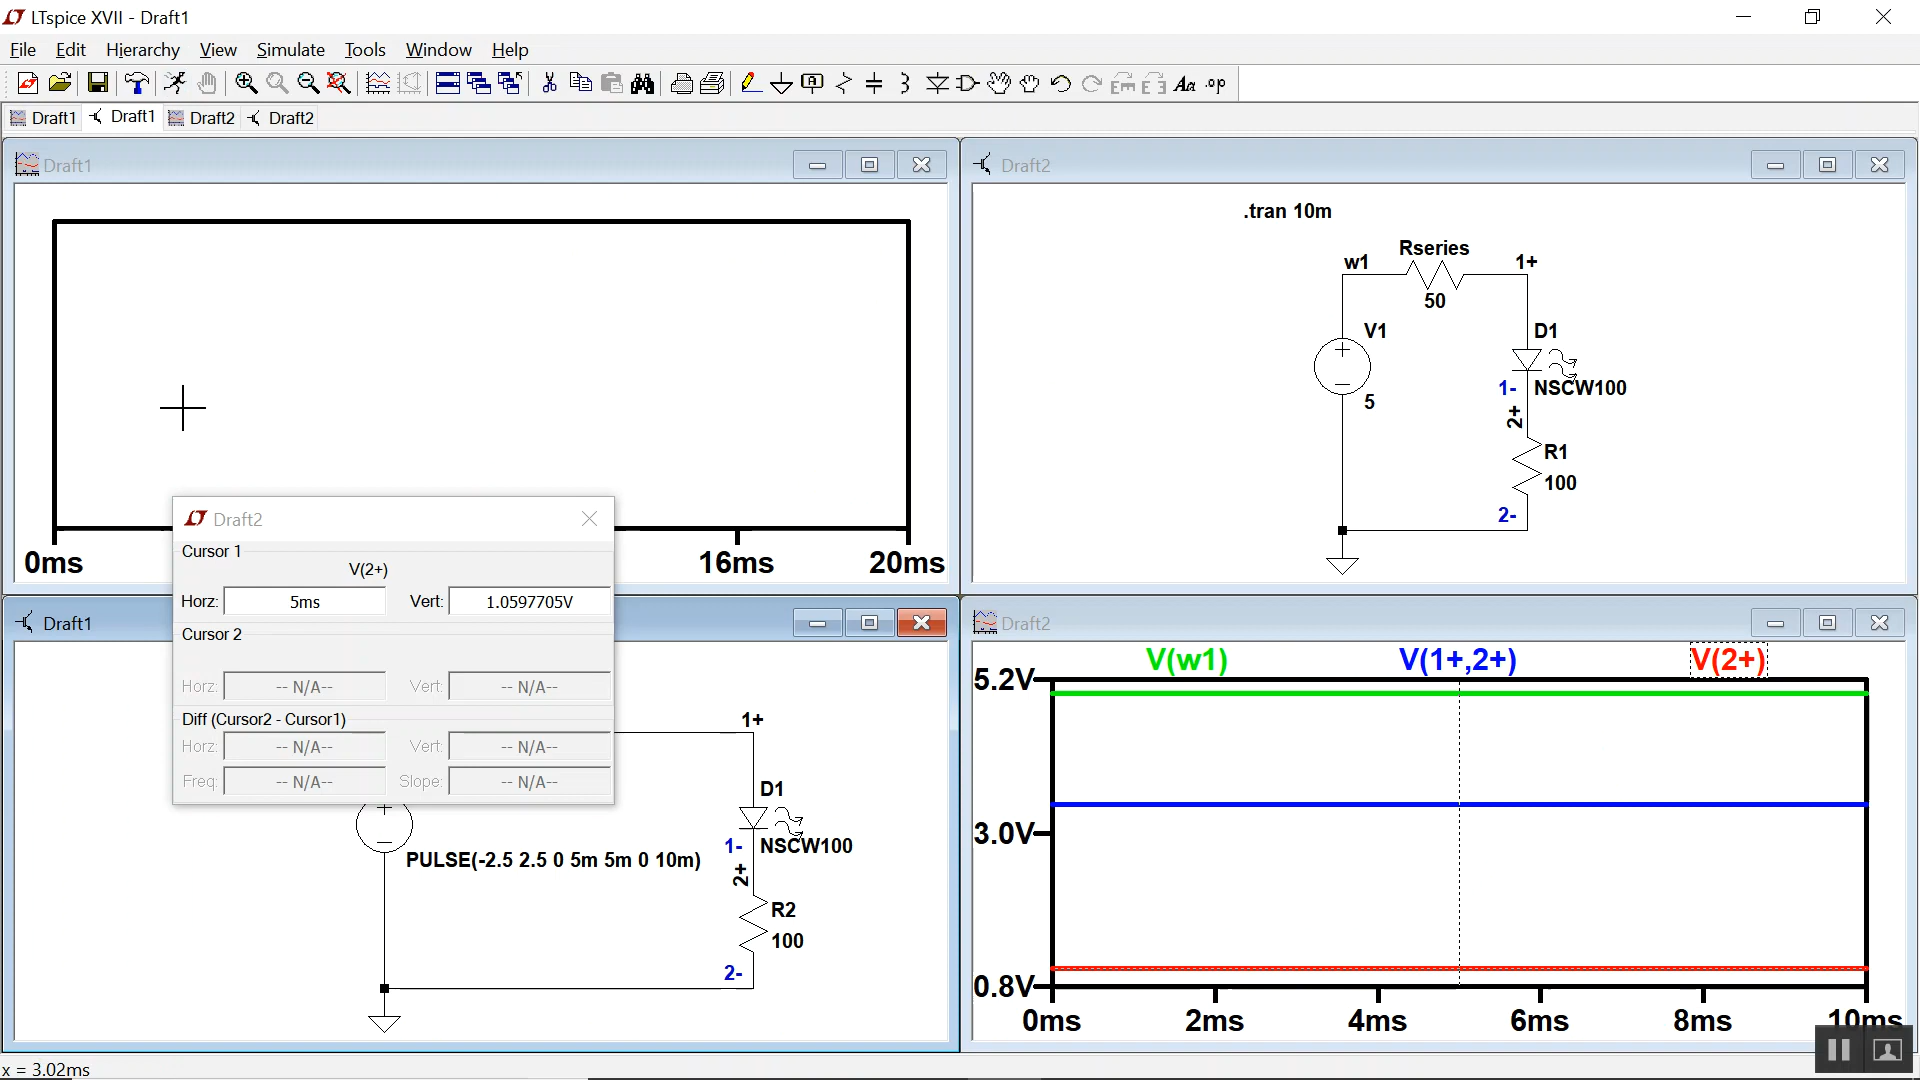 LTspice XVII - Draft1
File Edit Hierarchy View Simulate Tools Window Help
Aa .op
Draft1 Draft1 Draft2 Draft2
Draft1
0ms 16ms 20ms
Draft2
.tran 10m
Rseries
w1 1+
50
V1 D1
1- NSCW100
5
2+
R1
100
2-
Draft2
Cursor 1
V(2+)
Horz: 5ms Vert: 1.0597705V
Cursor 2
Horz: -- N/A-- Vert: -- N/A--
Diff (Cursor2 - Cursor1)
Horz: -- N/A-- Vert: -- N/A--
Freq: -- N/A-- Slope: -- N/A--
Draft1
1+
D1
1- NSCW100
PULSE(-2.5 2.5 0 5m 5m 0 10m)
2+
R2
100
2-
Draft2
V(w1) V(1+,2+) V(2+)
5.2V
3.0V
0.8V
0ms 2ms 4ms 6ms 8ms 10ms
x = 3.02ms